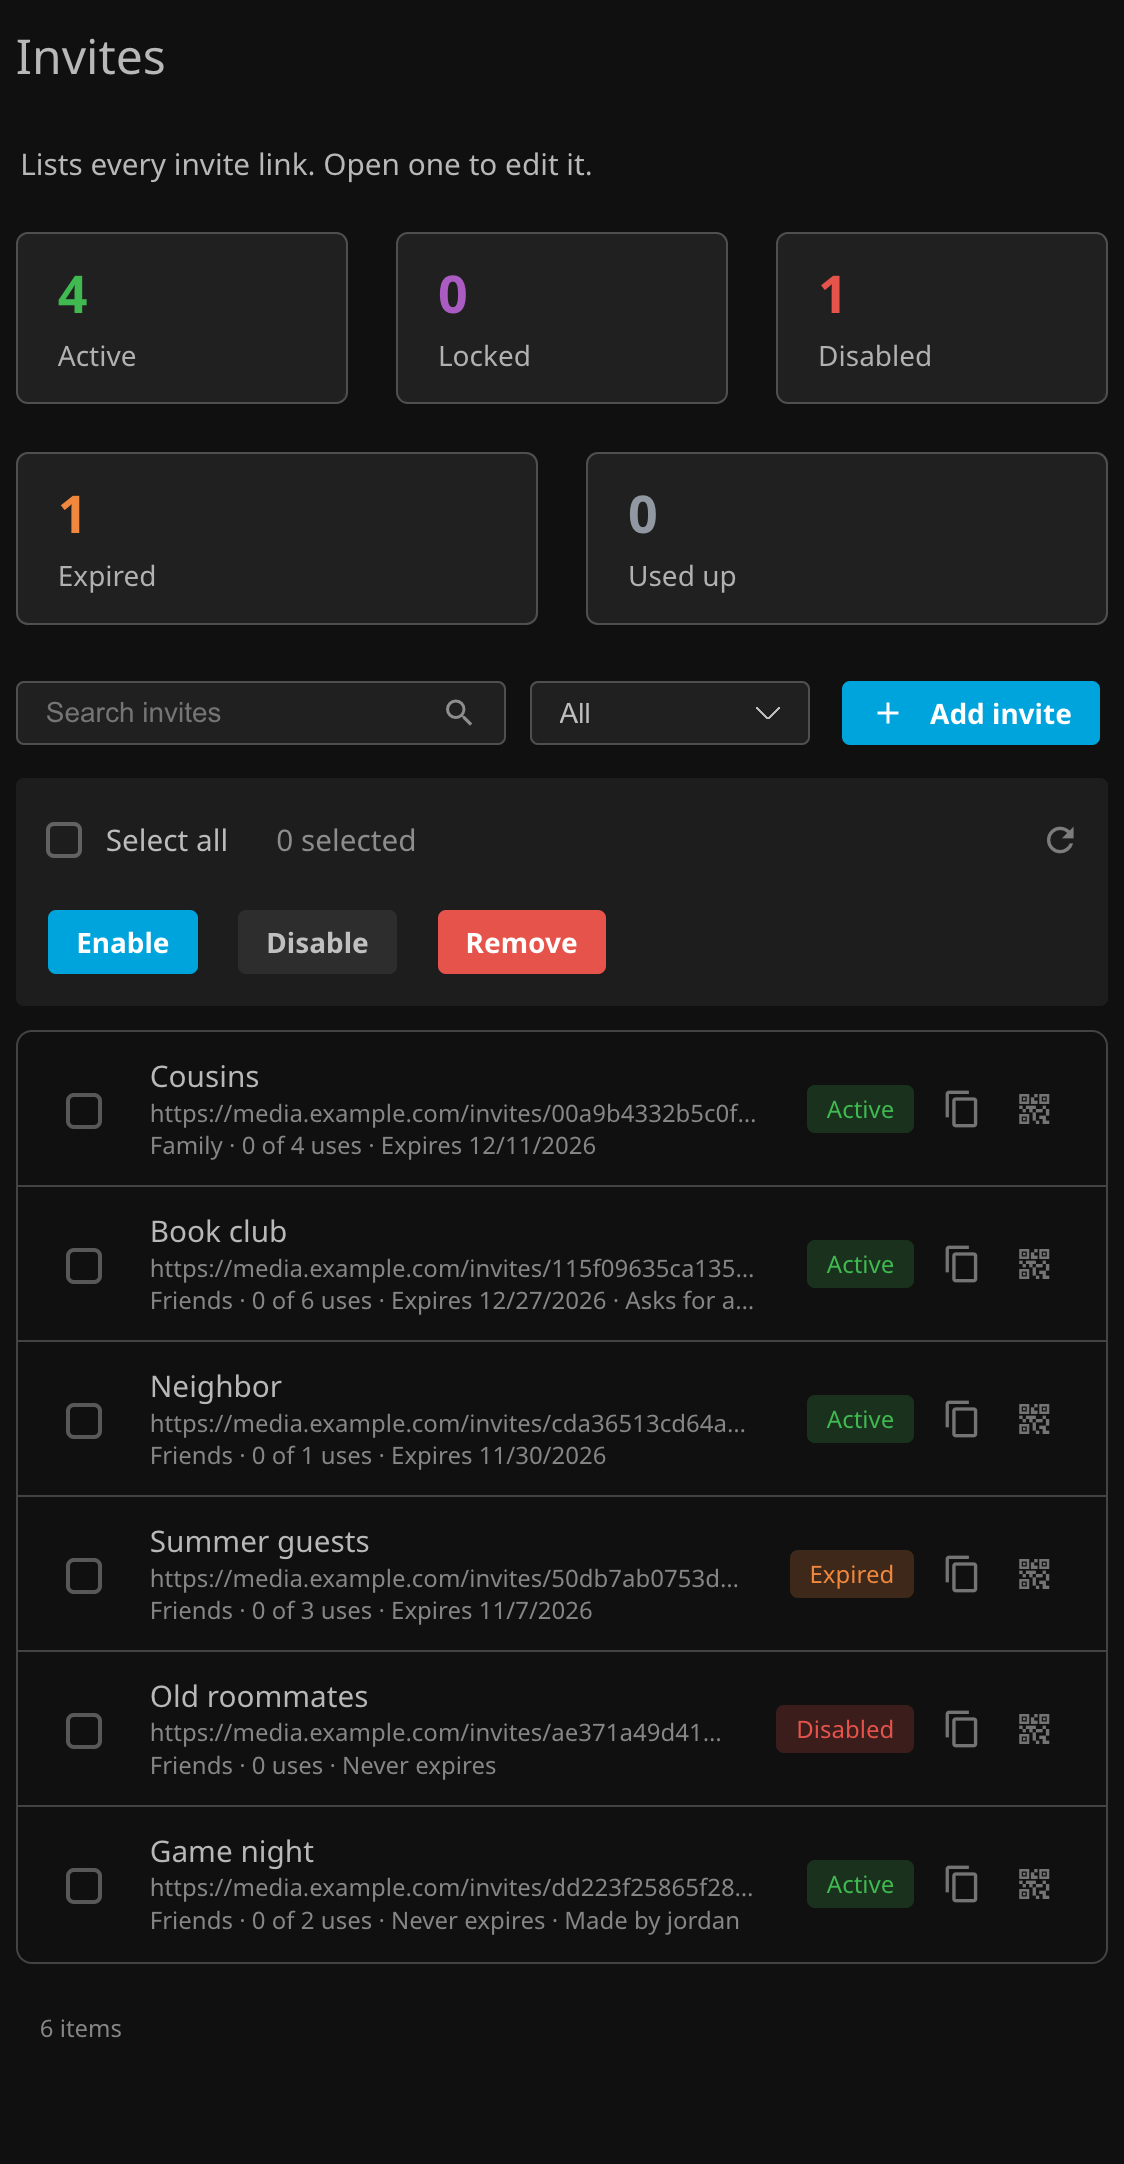 Invites
Lists every invite link. Open one to edit it.
4
Active
0
Locked
1
Disabled
1
Expired
0
Used up
Search invites
All
Add invite
Select all
0 selected
Enable
Disable
Remove
Cousins
https://media.example.com/invites/00a9b4332b5c0f...
Family · 0 of 4 uses · Expires 12/11/2026
Active
Book club
https://media.example.com/invites/115f09635ca135...
Friends · 0 of 6 uses · Expires 12/27/2026 · Asks for a...
Active
Neighbor
https://media.example.com/invites/cda36513cd64a...
Friends · 0 of 1 uses · Expires 11/30/2026
Active
Summer guests
https://media.example.com/invites/50db7ab0753d...
Friends · 0 of 3 uses · Expires 11/7/2026
Expired
Old roommates
https://media.example.com/invites/ae371a49d41...
Friends · 0 uses · Never expires
Disabled
Game night
https://media.example.com/invites/dd223f25865f28...
Friends · 0 of 2 uses · Never expires · Made by jordan
Active
6 items